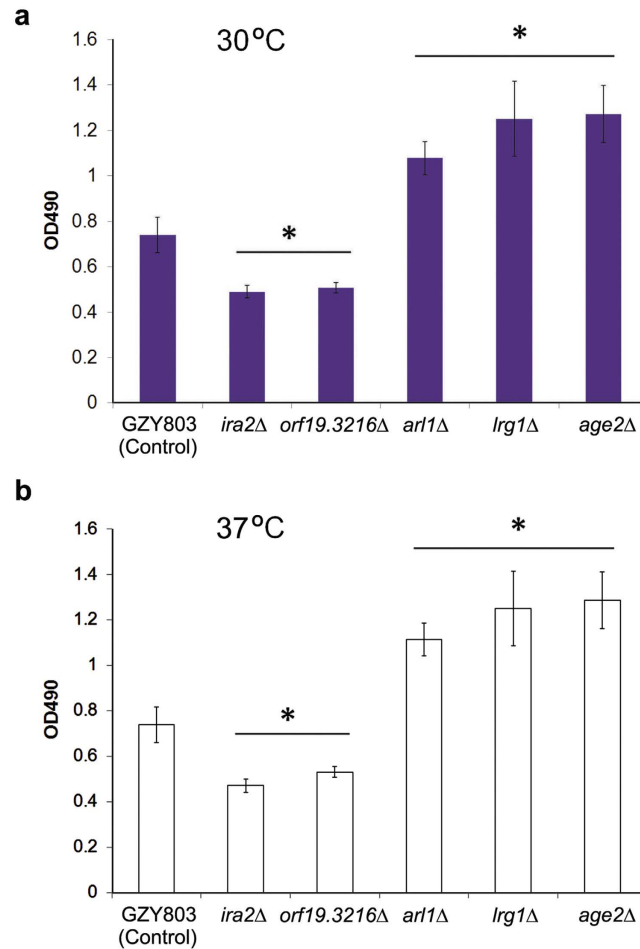 a
30°C
*
*
OD490
1.6
1.4
1.2
1
0.8
0.6
0.4
0.2
0
GZY803 ira2Δ orf19.3216Δ arl1Δ lrg1Δ age2Δ
(Control)
b
37°C
*
*
OD490
1.6
1.4
1.2
1
0.8
0.6
0.4
0.2
0
GZY803 ira2Δ orf19.3216Δ arl1Δ lrg1Δ age2Δ
(Control)